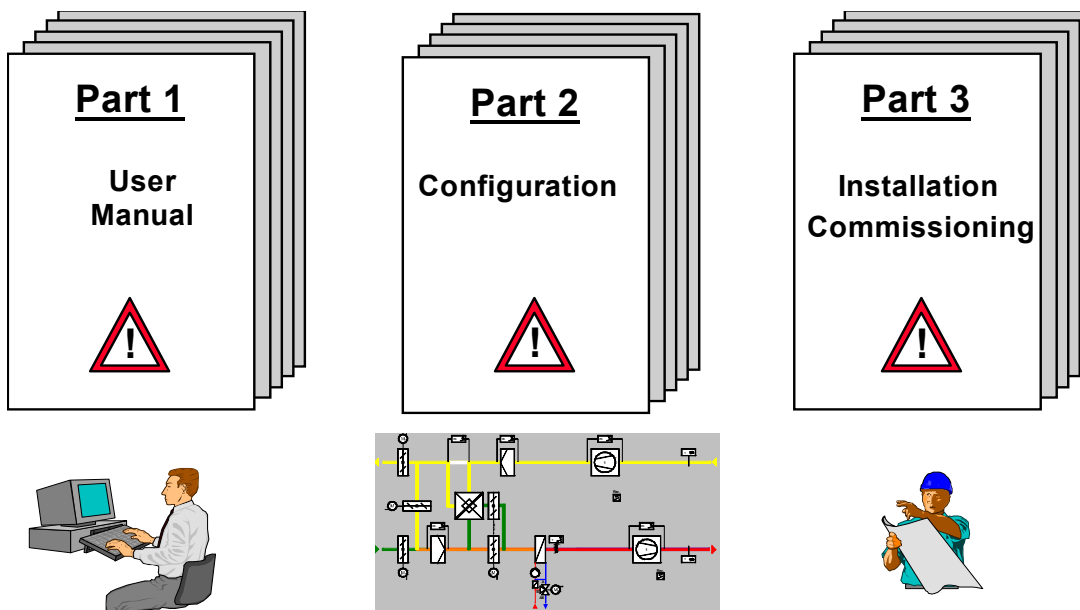 Part 1
User
Manual
!
Part 2
Configuration
!
Part 3
Installation
Commissioning
!